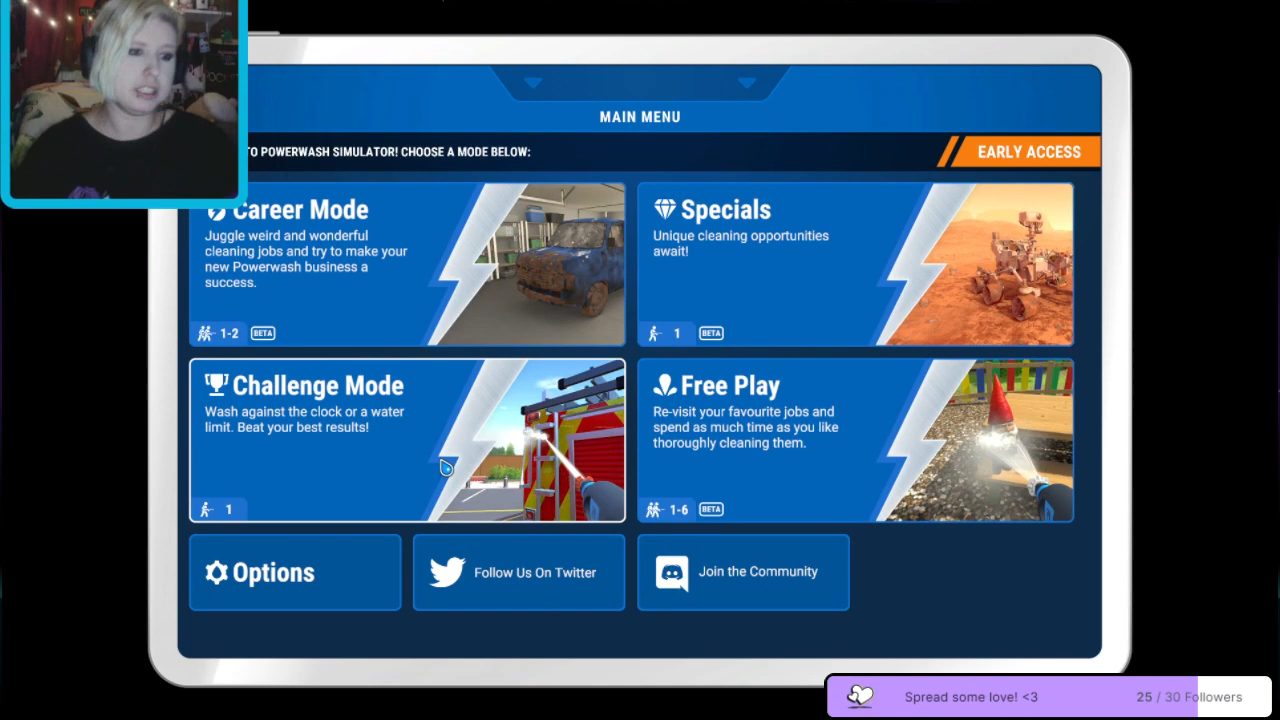 MAIN MENU
TO POWERWASH SIMULATOR! CHOOSE A MODE BELOW:
EARLY ACCESS
Career Mode
Juggle weird and wonderful
cleaning jobs and try to make your
new Powerwash business a
success.
1-2 BETA
Specials
Unique cleaning opportunities
await!
1 BETA
Challenge Mode
Wash against the clock or a water
limit. Beat your best results!
1
Free Play
Re-visit your favourite jobs and
spend as much time as you like
thoroughly cleaning them.
1-6 BETA
Options
Follow Us On Twitter
Join the Community
Spread some love! <3
25 / 30 Followers